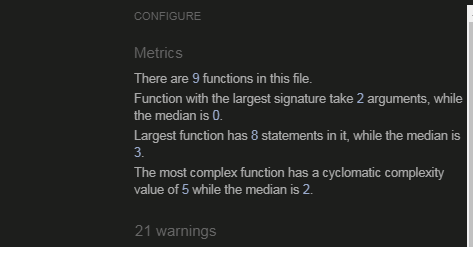 CONFIGURE
Metrics
There are 9 functions in this file.
Function with the largest signature take 2 arguments, while
the median is 0.
Largest function has 8 statements in it, while the median is
3.
The most complex function has a cyclomatic complexity
value of 5 while the median is 2.
21 warnings